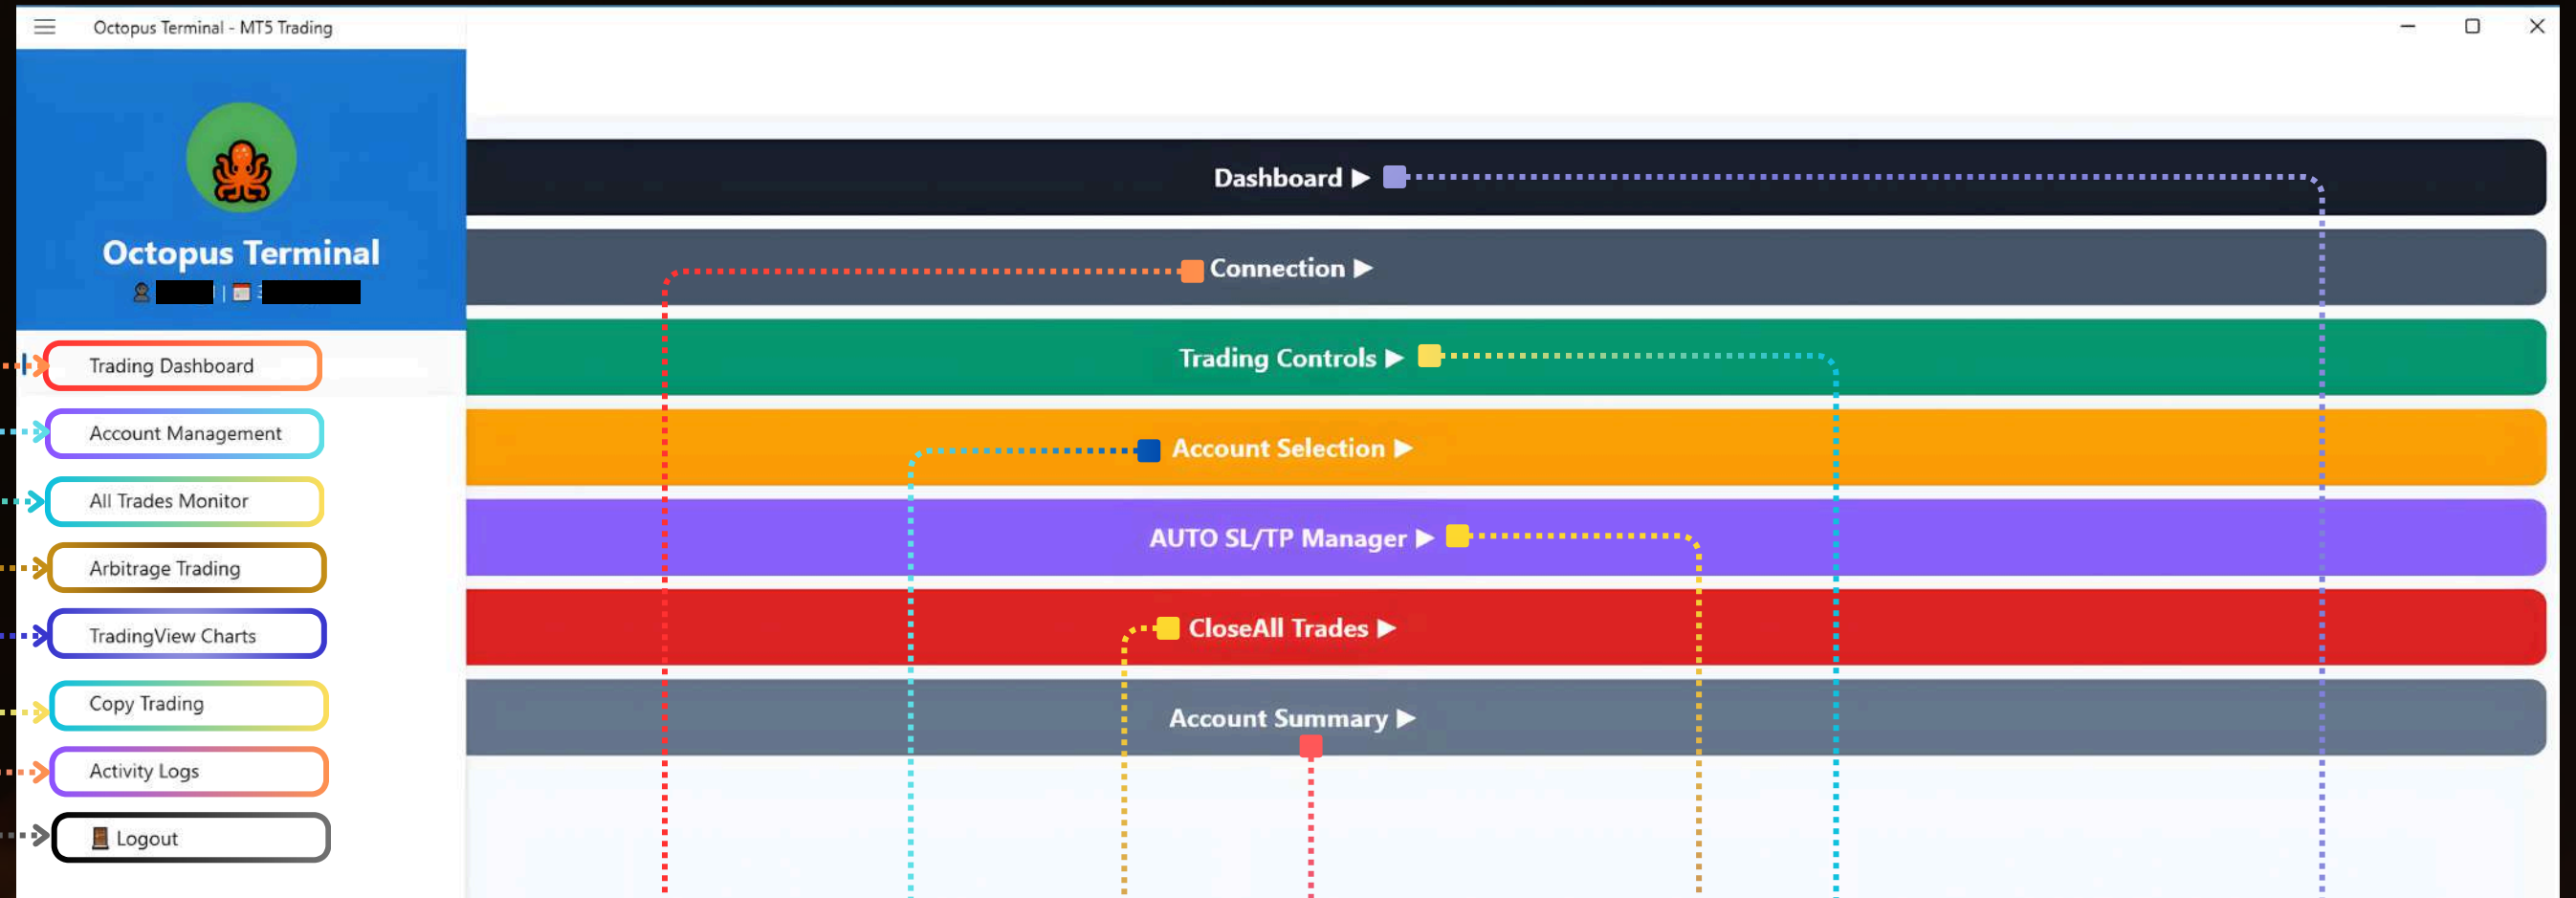 Octopus Terminal - MT5 Trading
Octopus Terminal
|
Trading Dashboard
Account Management
All Trades Monitor
Arbitrage Trading
TradingView Charts
Copy Trading
Activity Logs
Logout
Dashboard ▶
Connection ▶
Trading Controls ▶
Account Selection ▶
AUTO SL/TP Manager ▶
CloseAll Trades ▶
Account Summary ▶